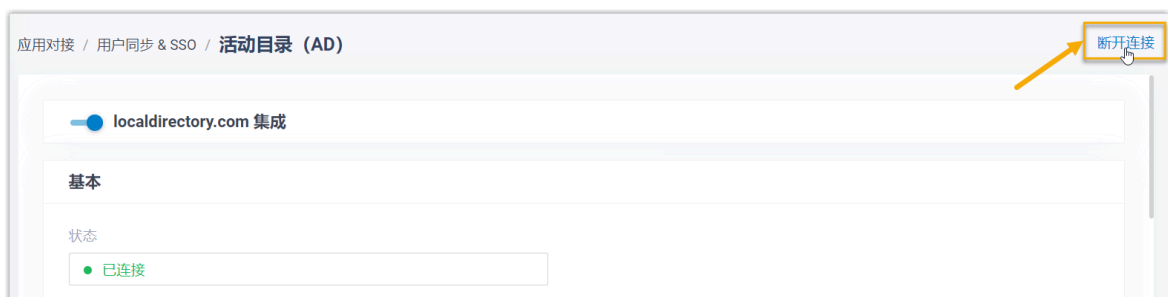 应用对接 / 用户同步 & SSO / 活动目录（AD） 断开连接
localdirectory.com 集成
基本
状态
已连接